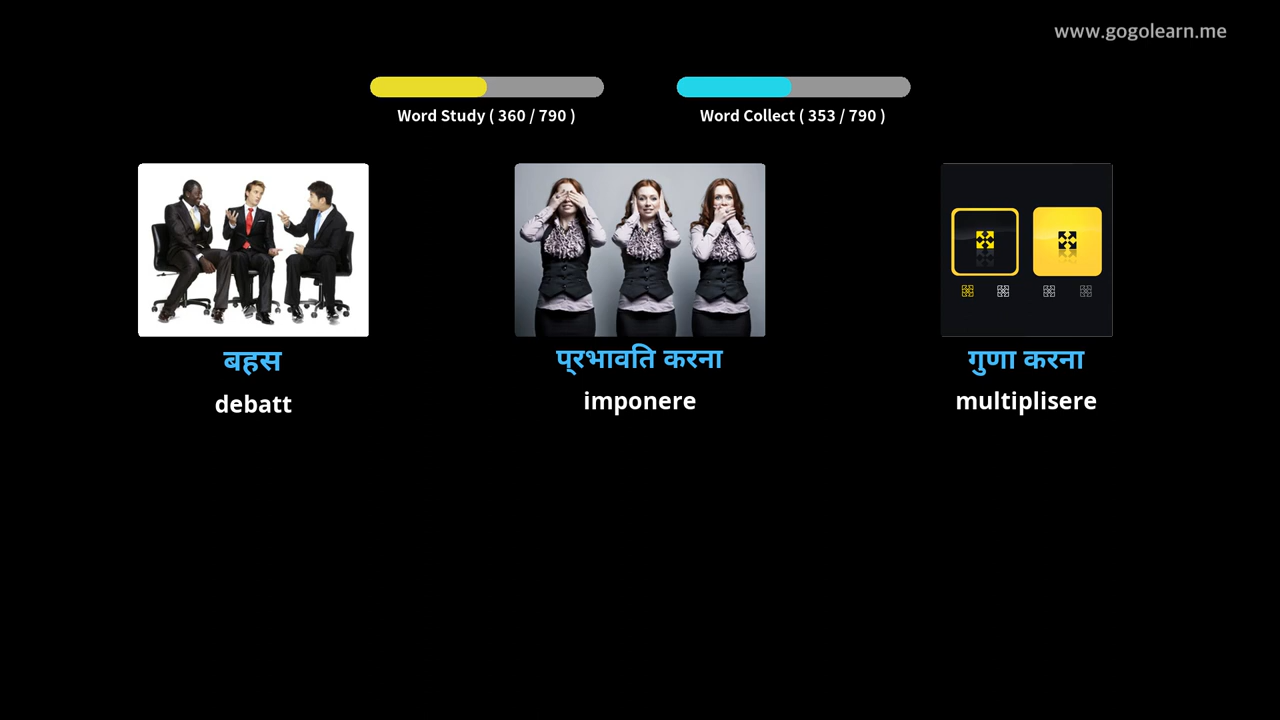 www.gogolearn.me
Word Study ( 360 / 790 )
Word Collect ( 353 / 790 )
बहस
प्रभावति करना
गुणा करना
debatt
imponere
multiplisere